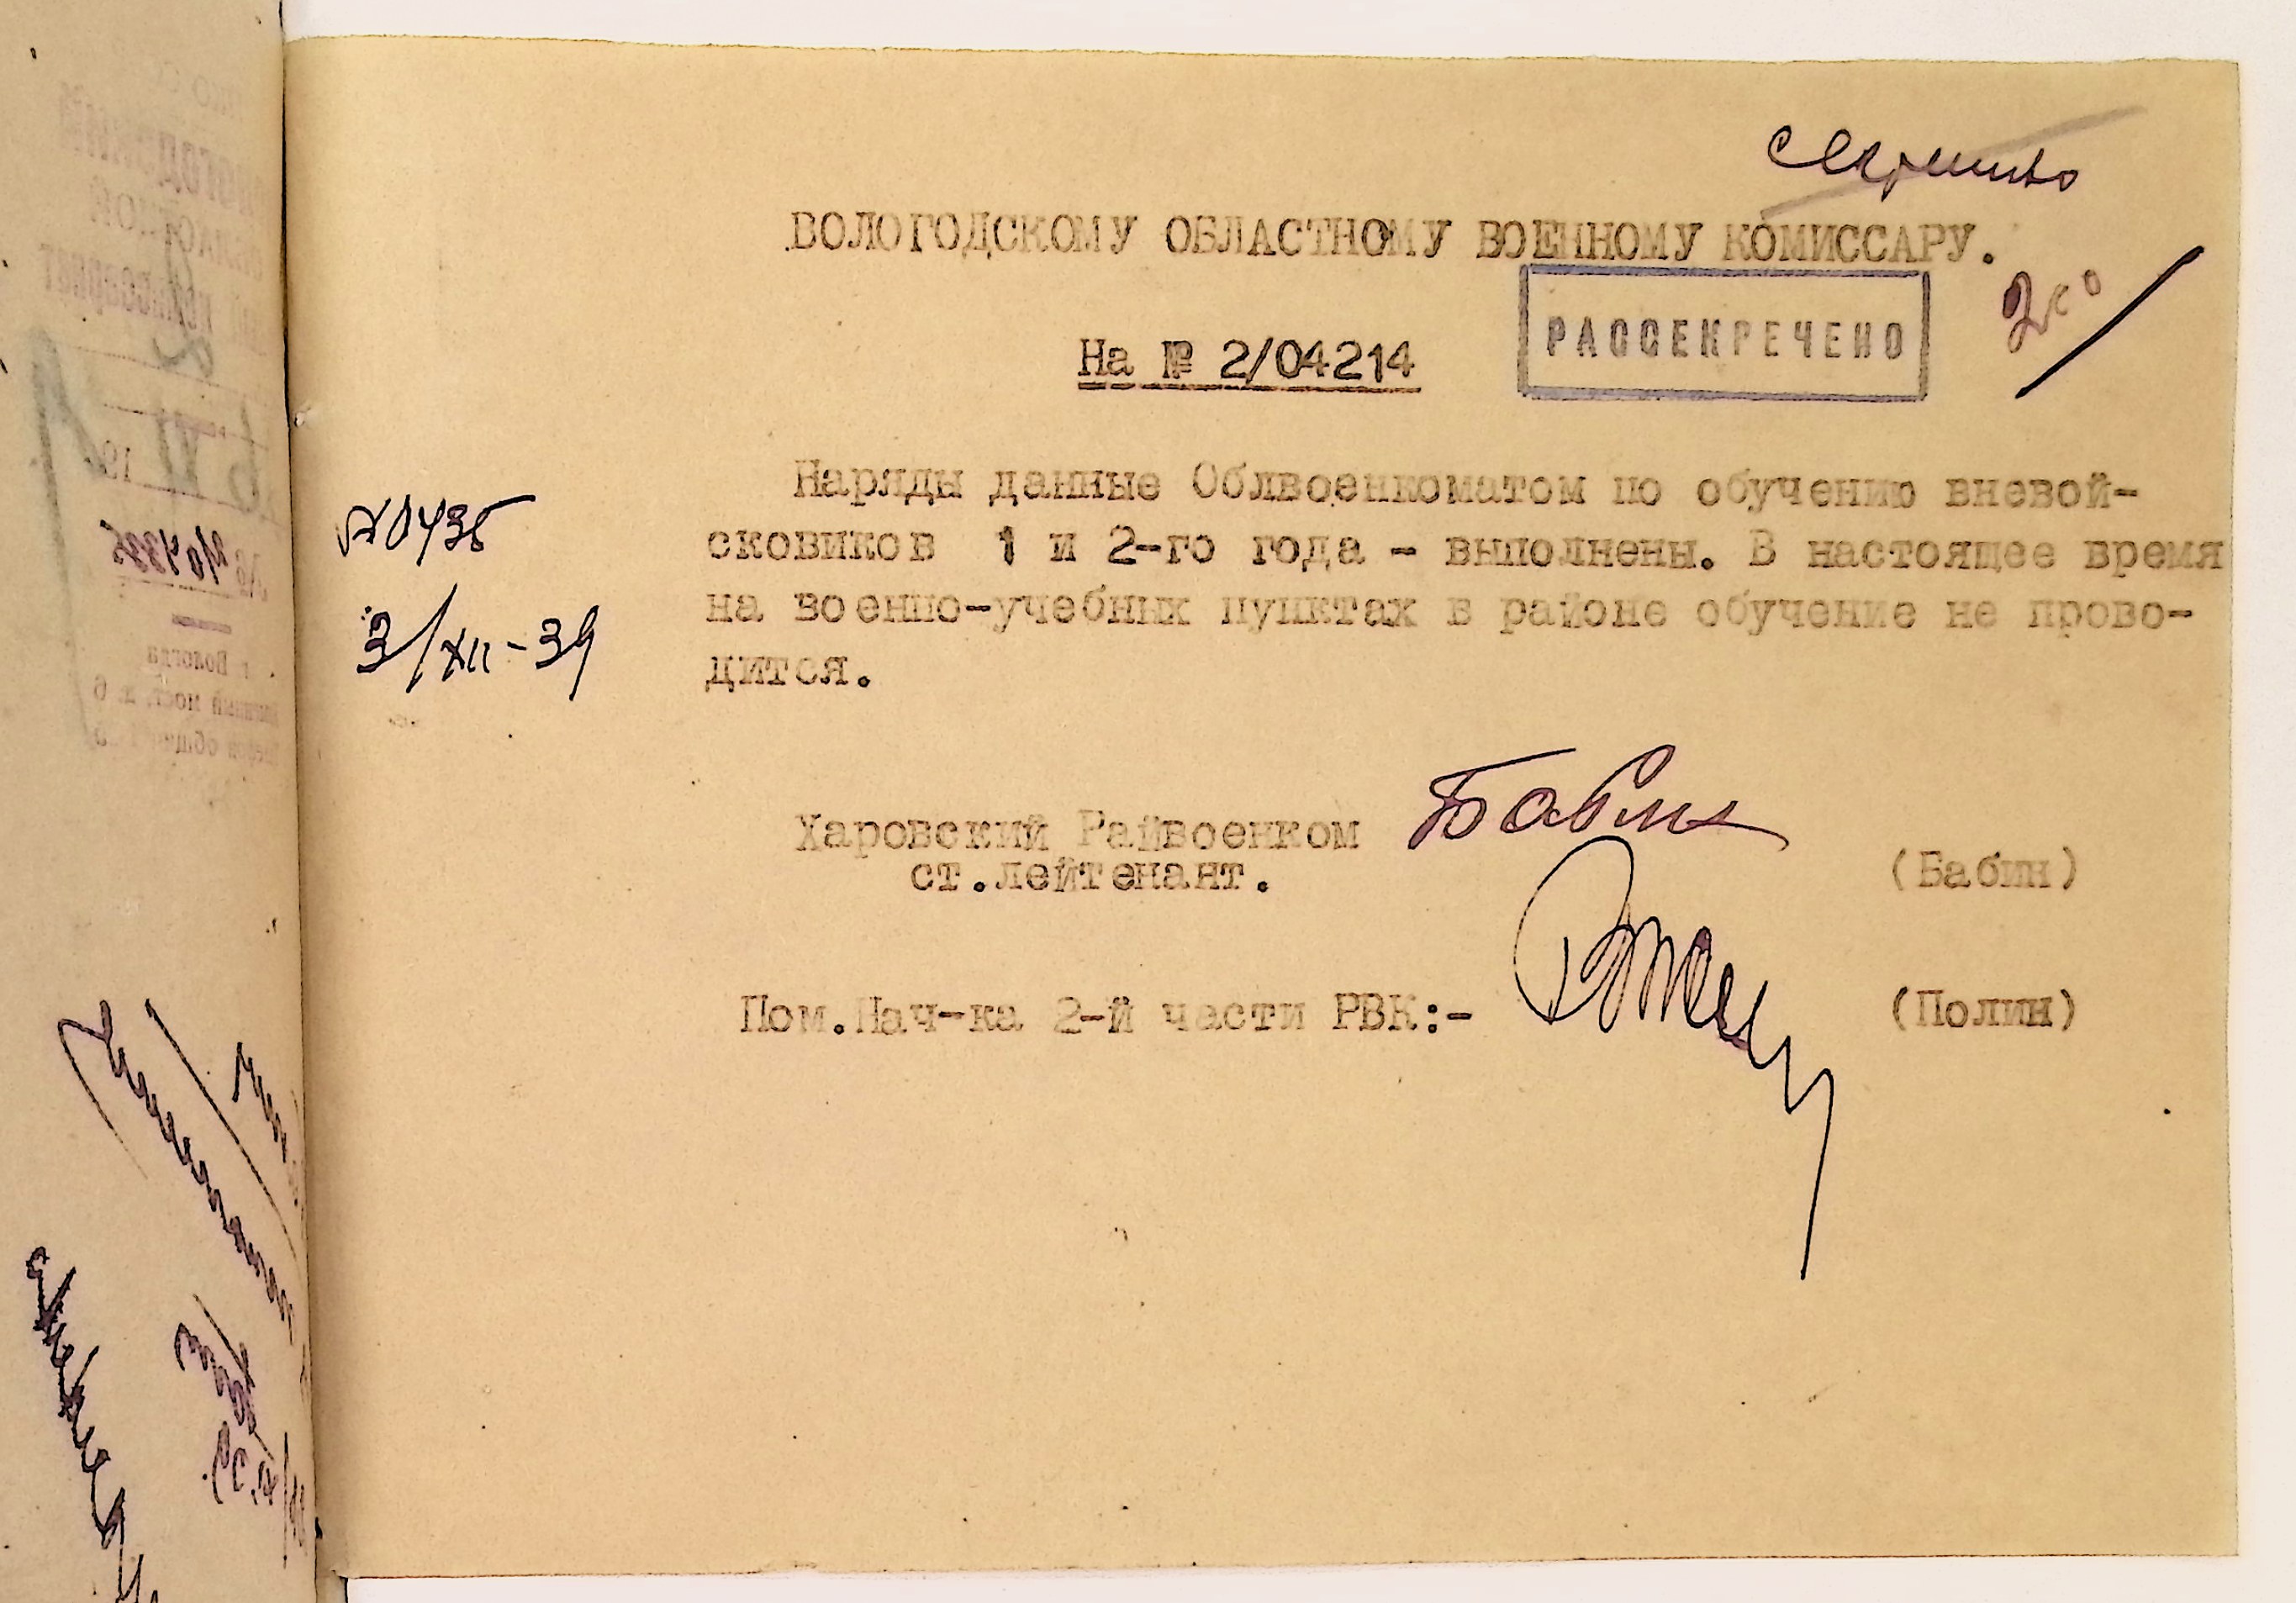 секретно
ВОЛОГОДСКОМУ ОБЛАСТНОМУ ВОЕННОМУ КОМИССАРУ.
На № 2/04214
РАССЕКРЕЧЕНО
Наряды данные Облвоенкоматом по обучению вневой-
сковиков 1 и 2-го года - выполнены. В настоящее время
на военно-учебных пунктах в районе обучение не прово-
дится.
№0435
3/XII-39
Харовский Райвоенком Бабин
ст.лейтенант. (Бабин)
Пом.Нач-ка 2-й части РВК:- (Полин)